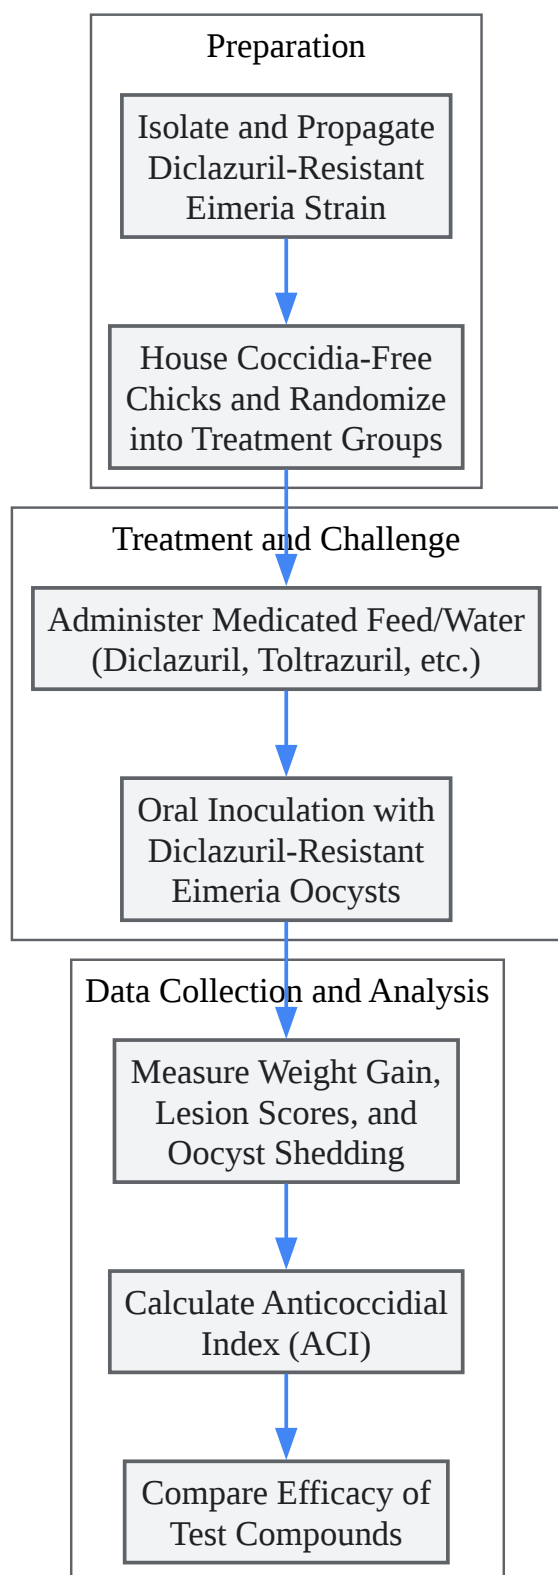 Preparation
Isolate and Propagate
Diclazuril-Resistant
Eimeria Strain
House Coccidia-Free
Chicks and Randomize
into Treatment Groups
Treatment and Challenge
Administer Medicated Feed/Water
(Diclazuril, Toltrazuril, etc.)
Oral Inoculation with
Diclazuril-Resistant
Eimeria Oocysts
Data Collection and Analysis
Measure Weight Gain,
Lesion Scores, and
Oocyst Shedding
Calculate Anticoccidial
Index (ACI)
Compare Efficacy of
Test Compounds